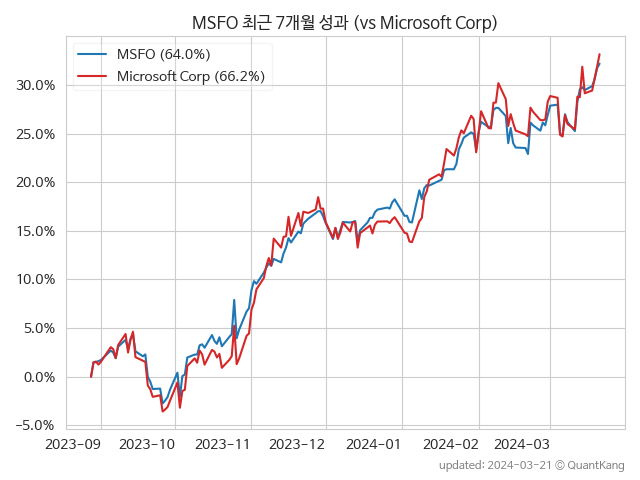 MSFO 최근 7개월 성과 (vs Microsoft Corp)
MSFO (64.0%)
Microsoft Corp (66.2%)
30.0%
25.0%
20.0%
15.0%
10.0%
5.0%
0.0%
−5.0%
2023-09 2023-10 2023-11 2023-12 2024-01 2024-02 2024-03
updated: 2024-03-21 © QuantKang